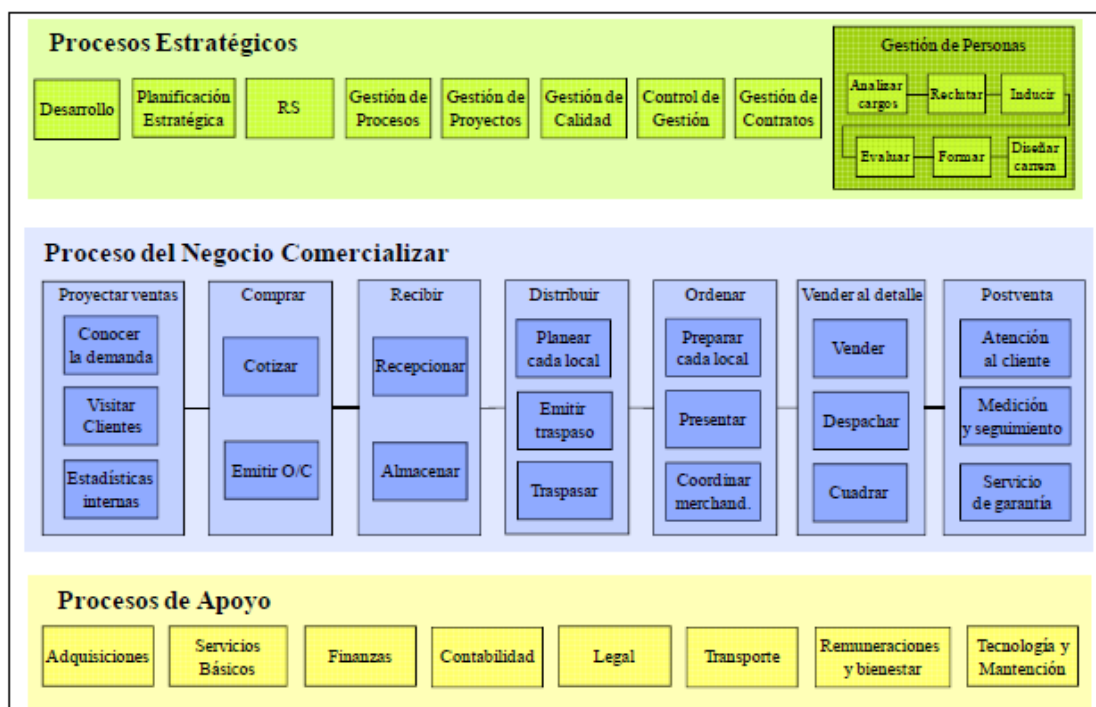 Procesos Estratégicos
Desarrollo
Planificación
Estratégica
RS
Gestión de
Procesos
Gestión de
Proyectos
Gestión de
Calidad
Control de
Gestión
Gestión de
Contratos
Gestión de Personas
Analizar
cargos
Reclutar
Inducir
Evaluar
Formar
Diseñar
carrera
Proceso del Negocio Comercializar
Proyectar ventas
Conocer
la demanda
Visitar
Clientes
Estadísticas
internas
Comprar
Cotizar
Emitir O/C
Recibir
Recepcionar
Almacenar
Distribuir
Planear
cada local
Emitir
traspaso
Traspasar
Ordenar
Preparar
cada local
Presentar
Coordinar
merchand.
Vender al detalle
Vender
Despachar
Cuadrar
Postventa
Atención
al cliente
Medición
y seguimiento
Servicio
de garantía
Procesos de Apoyo
Adquisiciones
Servicios
Básicos
Finanzas
Contabilidad
Legal
Transporte
Remuneraciones
y bienestar
Tecnología y
Mantención